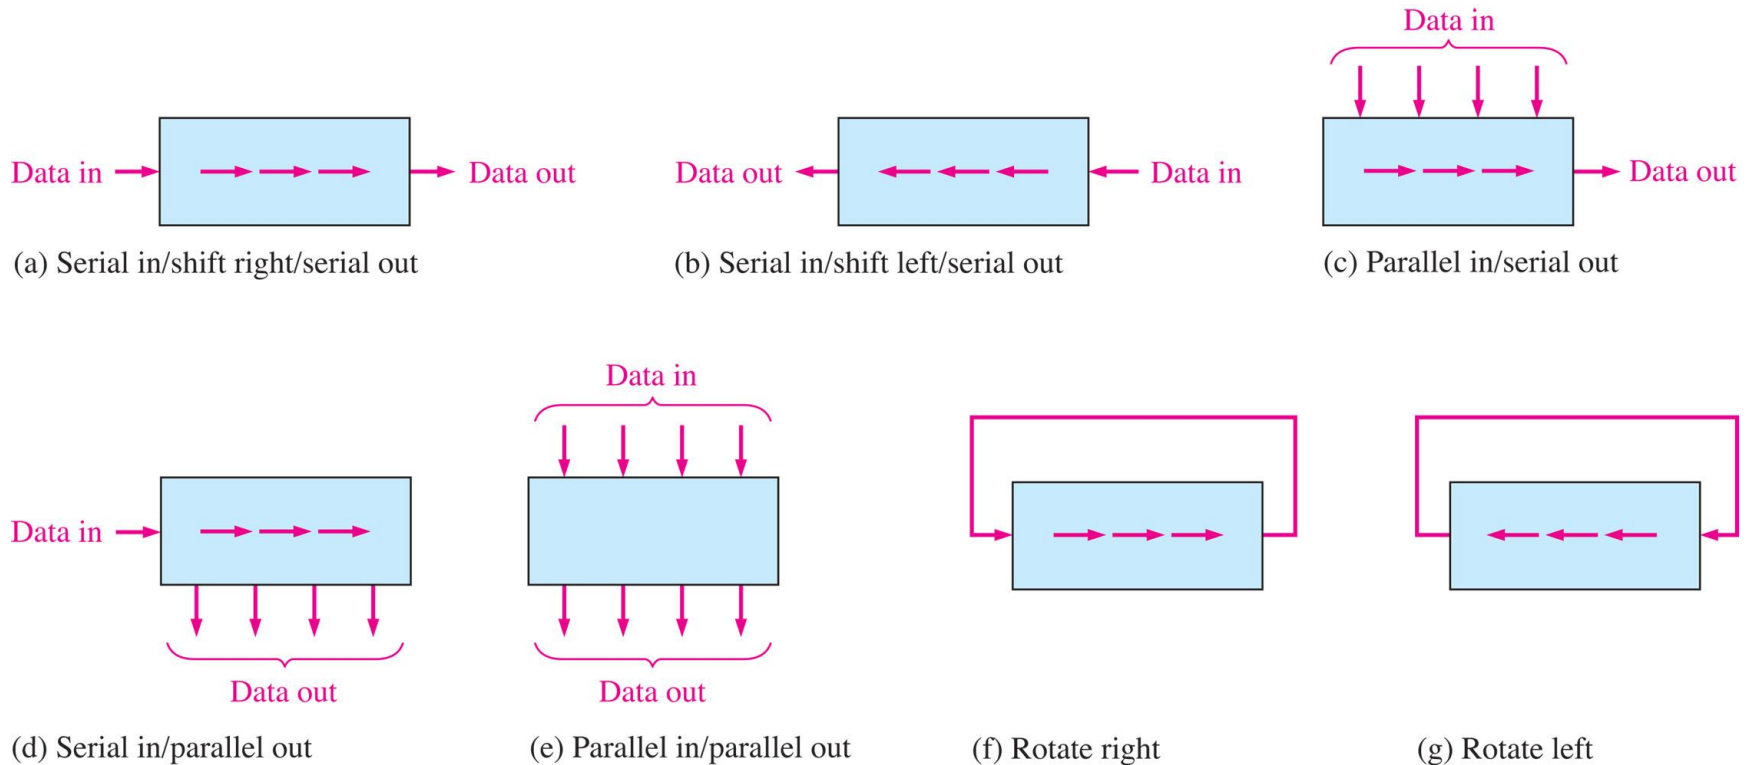 Data in
Data in
Data out
Data out
Data in
Data out
(a) Serial in/shift right/serial out
(b) Serial in/shift left/serial out
(c) Parallel in/serial out
Data in
Data in
Data out
Data out
(d) Serial in/parallel out
(e) Parallel in/parallel out
(f) Rotate right
(g) Rotate left